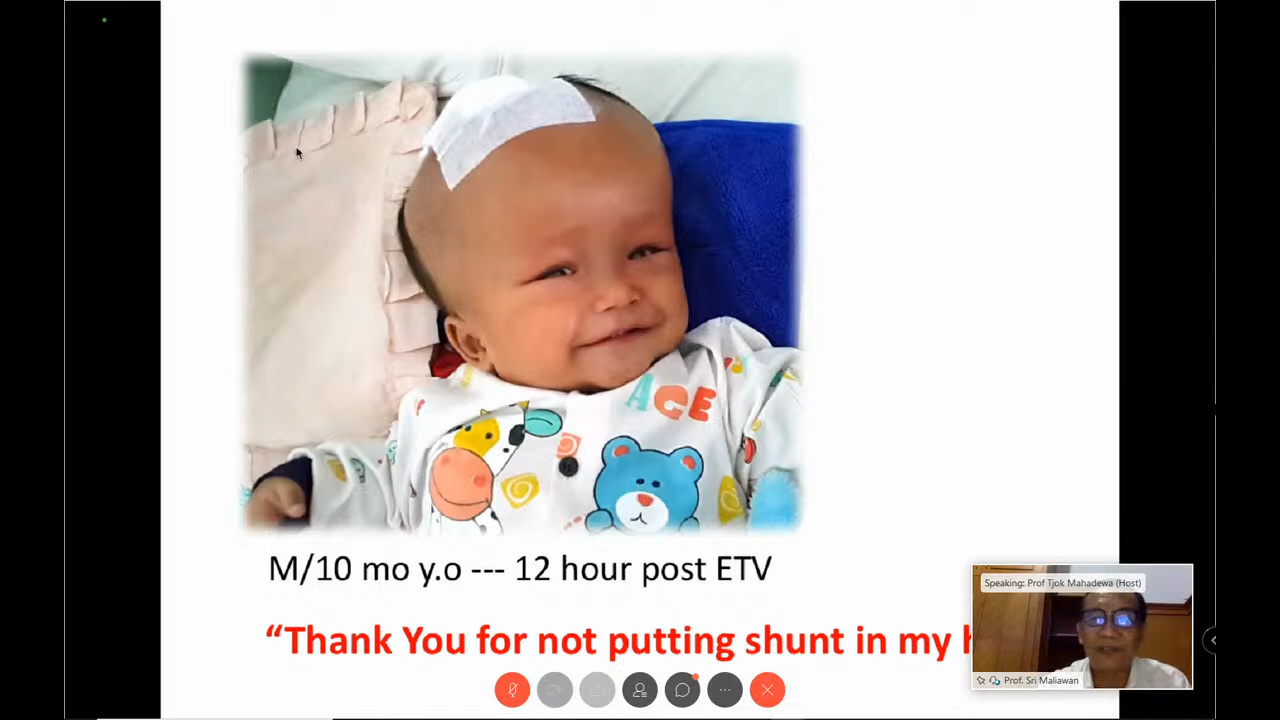 AGE
M/10 mo y.o --- 12 hour post ETV
“Thank You for not putting shunt in my
Speaking: Prof Tjok Mahadewa (Host)
Prof. Sri Maliawan